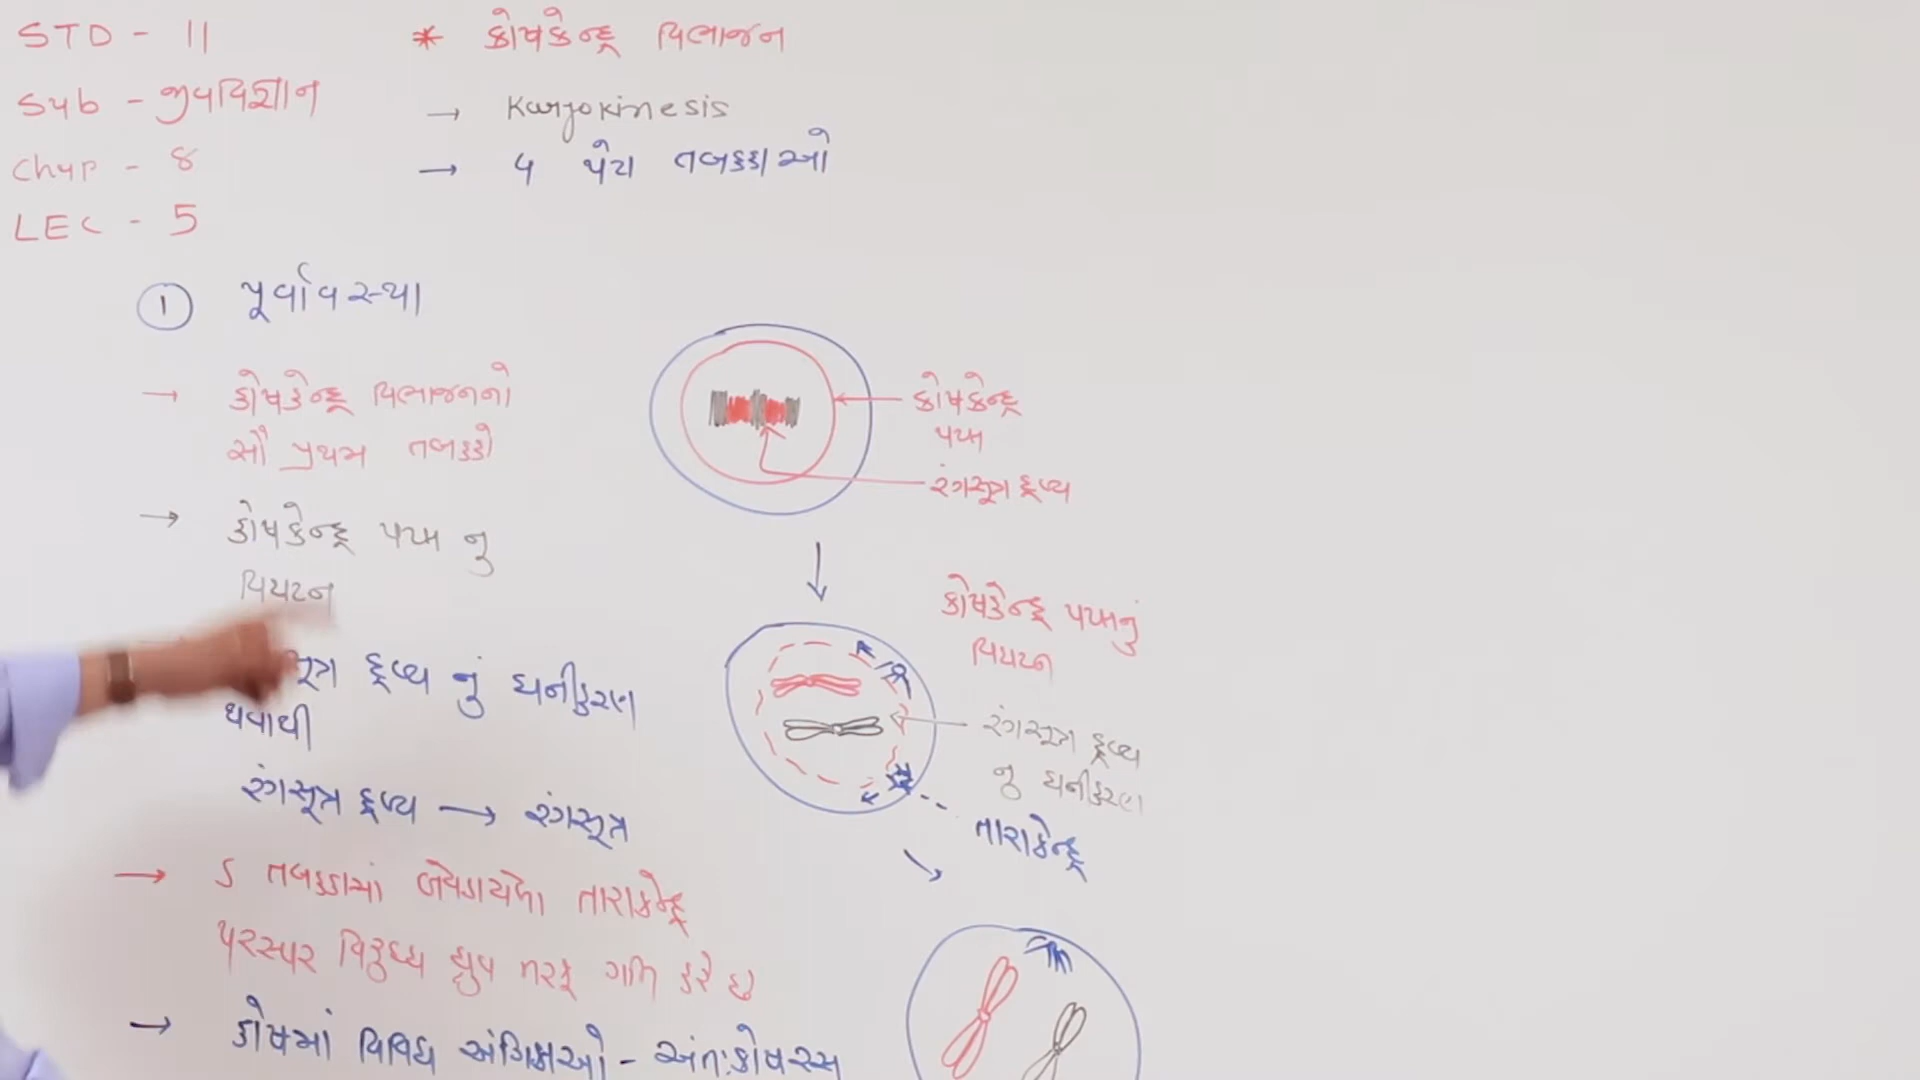 STD - 11
Sub - જીવવિજ્ઞાન
Chap - 8
LEC - 5
* કોષકેન્દ્ર વિભાજન
→ Karyokinesis
→ 4 પેટા તબક્કાઓ
① પૂર્વાવસ્થા
→ કોષકેન્દ્ર વિભાજનનો
સૌ પ્રથમ તબક્કો
→ કોષકેન્દ્ર પટલ નુ
વિઘટન
સૂત્ર દ્રવ્ય નું ઘનીકરણ
થવાથી
રંગસૂત્ર દ્રવ્ય → રંગસૂત્ર
→ S તબક્કામાં બેવડાયેલા તારાકેન્દ્ર
પરસ્પર વિરુધ્ધ ધ્રુવ તરફ ગતિ કરે છે
→ કોષમાં વિવિધ અંગિકાઓ - અંતઃકોષરસ
કોષકેન્દ્ર
પટલ
રંગસૂત્ર દ્રવ્ય
કોષકેન્દ્ર પટલનું
વિઘટન
રંગસૂત્ર દ્રવ્ય
નુ ઘનીકરણ
તારાકેન્દ્ર